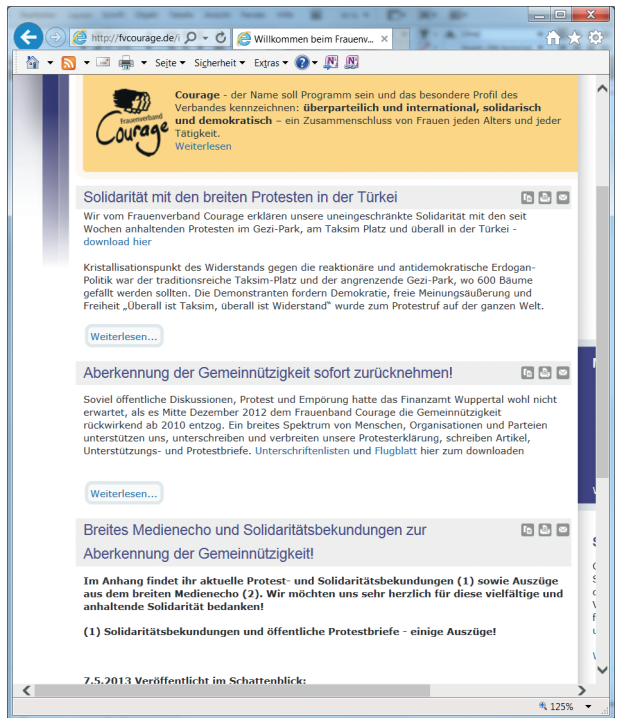 http://fvcourage.de/i
Willkommen beim Frauenv...
Seite Sicherheit Extras
Frauenverband
Courage
Courage - der Name soll Programm sein und das besondere Profil des
Verbandes kennzeichnen: überparteilich und international, solidarisch
und demokratisch – ein Zusammenschluss von Frauen jeden Alters und jeder
Tätigkeit.
Weiterlesen
Solidarität mit den breiten Protesten in der Türkei
Wir vom Frauenverband Courage erklären unsere uneingeschränkte Solidarität mit den seit
Wochen anhaltenden Protesten im Gezi-Park, am Taksim Platz und überall in der Türkei -
download hier
Kristallisationspunkt des Widerstands gegen die reaktionäre und antidemokratische Erdogan-
Politik war der traditionsreiche Taksim-Platz und der angrenzende Gezi-Park, wo 600 Bäume
gefällt werden sollten. Die Demonstranten fordern Demokratie, freie Meinungsäußerung und
Freiheit „Überall ist Taksim, überall ist Widerstand“ wurde zum Protestruf auf der ganzen Welt.
Weiterlesen...
Aberkennung der Gemeinnützigkeit sofort zurücknehmen!
Soviel öffentliche Diskussionen, Protest und Empörung hatte das Finanzamt Wuppertal wohl nicht
erwartet, als es Mitte Dezember 2012 dem Frauenband Courage die Gemeinnützigkeit
rückwirkend ab 2010 entzog. Ein breites Spektrum von Menschen, Organisationen und Parteien
unterstützen uns, unterschreiben und verbreiten unsere Protesterklärung, schreiben Artikel,
Unterstützungs- und Protestbriefe. Unterschriftenlisten und Flugblatt hier zum downloaden
Weiterlesen...
Breites Medienecho und Solidaritätsbekundungen zur
Aberkennung der Gemeinnützigkeit!
Im Anhang findet ihr aktuelle Protest- und Solidaritätsbekundungen (1) sowie Auszüge
aus dem breiten Medienecho (2). Wir möchten uns sehr herzlich für diese vielfältige und
anhaltende Solidarität bedanken!
(1) Solidaritätsbekundungen und öffentliche Protestbriefe - einige Auszüge!
7.5.2013 Veröffentlicht im Schattenblick:
125%